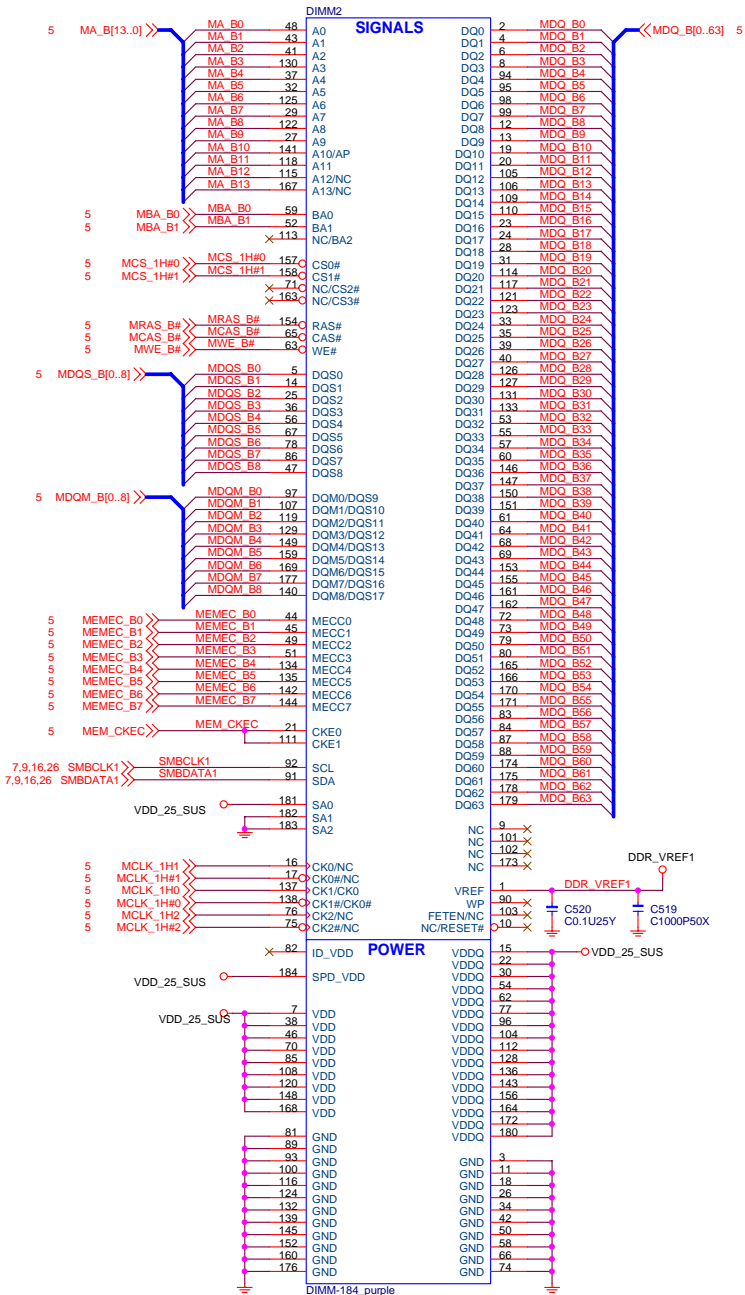 DIMM2
SIGNALS
5 MA_B[13..0]
MA_B0 48 A0
MA_B1 43 A1
MA_B2 41 A2
MA_B3 130 A3
MA_B4 37 A4
MA_B5 32 A5
MA_B6 125 A6
MA_B7 29 A7
MA_B8 122 A8
MA_B9 27 A9
MA_B10 141 A10/AP
MA_B11 118 A11
MA_B12 115 A12/NC
MA_B13 167 A13/NC
5 MBA_B0 MBA_B0 59 BA0
5 MBA_B1 MBA_B1 52 BA1
113 NC/BA2
5 MCS_1H#0 MCS_1H#0 157 CS0#
5 MCS_1H#1 MCS_1H#1 158 CS1#
71 NC/CS2#
163 NC/CS3#
5 MRAS_B# MRAS_B# 154 RAS#
5 MCAS_B# MCAS_B# 65 CAS#
5 MWE_B# MWE_B# 63 WE#
5 MDQS_B[0..8]
MDQS_B0 5 DQS0
MDQS_B1 14 DQS1
MDQS_B2 25 DQS2
MDQS_B3 36 DQS3
MDQS_B4 56 DQS4
MDQS_B5 67 DQS5
MDQS_B6 78 DQS6
MDQS_B7 86 DQS7
MDQS_B8 47 DQS8
5 MDQM_B[0..8]
MDQM_B0 97 DQM0/DQS9
MDQM_B1 107 DQM1/DQS10
MDQM_B2 119 DQM2/DQS11
MDQM_B3 129 DQM3/DQS12
MDQM_B4 149 DQM4/DQS13
MDQM_B5 159 DQM5/DQS14
MDQM_B6 169 DQM6/DQS15
MDQM_B7 177 DQM7/DQS16
MDQM_B8 140 DQM8/DQS17
5 MEMEC_B0 MEMEC_B0 44 MECC0
5 MEMEC_B1 MEMEC_B1 45 MECC1
5 MEMEC_B2 MEMEC_B2 49 MECC2
5 MEMEC_B3 MEMEC_B3 51 MECC3
5 MEMEC_B4 MEMEC_B4 134 MECC4
5 MEMEC_B5 MEMEC_B5 135 MECC5
5 MEMEC_B6 MEMEC_B6 142 MECC6
5 MEMEC_B7 MEMEC_B7 144 MECC7
5 MEM_CKEC MEM_CKEC 21 CKE0
111 CKE1
7,9,16,26 SMBCLK1 SMBCLK1 92 SCL
7,9,16,26 SMBDATA1 SMBDATA1 91 SDA
VDD_25_SUS 181 SA0
182 SA1
183 SA2
5 MCLK_1H1 16 CK0/NC
5 MCLK_1H#1 17 CK0#/NC
5 MCLK_1H0 137 CK1/CK0
5 MCLK_1H#0 138 CK1#/CK0#
5 MCLK_1H2 76 CK2/NC
5 MCLK_1H#2 75 CK2#/NC
MDQ_B[0..63] 5
DQ0 2 MDQ_B0
DQ1 4 MDQ_B1
DQ2 6 MDQ_B2
DQ3 8 MDQ_B3
DQ4 94 MDQ_B4
DQ5 95 MDQ_B5
DQ6 98 MDQ_B6
DQ7 99 MDQ_B7
DQ8 12 MDQ_B8
DQ9 13 MDQ_B9
DQ10 19 MDQ_B10
DQ11 20 MDQ_B11
DQ12 105 MDQ_B12
DQ13 106 MDQ_B13
DQ14 109 MDQ_B14
DQ15 110 MDQ_B15
DQ16 23 MDQ_B16
DQ17 24 MDQ_B17
DQ18 28 MDQ_B18
DQ19 31 MDQ_B19
DQ20 114 MDQ_B20
DQ21 117 MDQ_B21
DQ22 121 MDQ_B22
DQ23 123 MDQ_B23
DQ24 33 MDQ_B24
DQ25 35 MDQ_B25
DQ26 39 MDQ_B26
DQ27 40 MDQ_B27
DQ28 126 MDQ_B28
DQ29 127 MDQ_B29
DQ30 131 MDQ_B30
DQ31 133 MDQ_B31
DQ32 53 MDQ_B32
DQ33 55 MDQ_B33
DQ34 57 MDQ_B34
DQ35 60 MDQ_B35
DQ36 146 MDQ_B36
DQ37 147 MDQ_B37
DQ38 150 MDQ_B38
DQ39 151 MDQ_B39
DQ40 61 MDQ_B40
DQ41 64 MDQ_B41
DQ42 68 MDQ_B42
DQ43 69 MDQ_B43
DQ44 153 MDQ_B44
DQ45 155 MDQ_B45
DQ46 161 MDQ_B46
DQ47 162 MDQ_B47
DQ48 72 MDQ_B48
DQ49 73 MDQ_B49
DQ50 79 MDQ_B50
DQ51 80 MDQ_B51
DQ52 165 MDQ_B52
DQ53 166 MDQ_B53
DQ54 170 MDQ_B54
DQ55 171 MDQ_B55
DQ56 83 MDQ_B56
DQ57 84 MDQ_B57
DQ58 87 MDQ_B58
DQ59 88 MDQ_B59
DQ60 174 MDQ_B60
DQ61 175 MDQ_B61
DQ62 178 MDQ_B62
DQ63 179 MDQ_B63
NC 9
NC 101
NC 102
NC 173
DDR_VREF1
VREF 1 DDR_VREF1
WP 90
FETEN/NC 103
NC/RESET# 10
C520
C0.1U25Y
C519
C1000P50X
POWER
82 ID_VDD
VDD_25_SUS 184 SPD_VDD
VDD_25_SUS 7 VDD
38 VDD
46 VDD
70 VDD
85 VDD
108 VDD
120 VDD
148 VDD
168 VDD
81 GND
89 GND
93 GND
100 GND
116 GND
124 GND
132 GND
139 GND
145 GND
152 GND
160 GND
176 GND
VDDQ 15 VDD_25_SUS
VDDQ 22
VDDQ 30
VDDQ 54
VDDQ 62
VDDQ 77
VDDQ 96
VDDQ 104
VDDQ 112
VDDQ 128
VDDQ 136
VDDQ 143
VDDQ 156
VDDQ 164
VDDQ 172
VDDQ 180
GND 3
GND 11
GND 18
GND 26
GND 34
GND 42
GND 50
GND 58
GND 66
GND 74
DIMM-184_purple